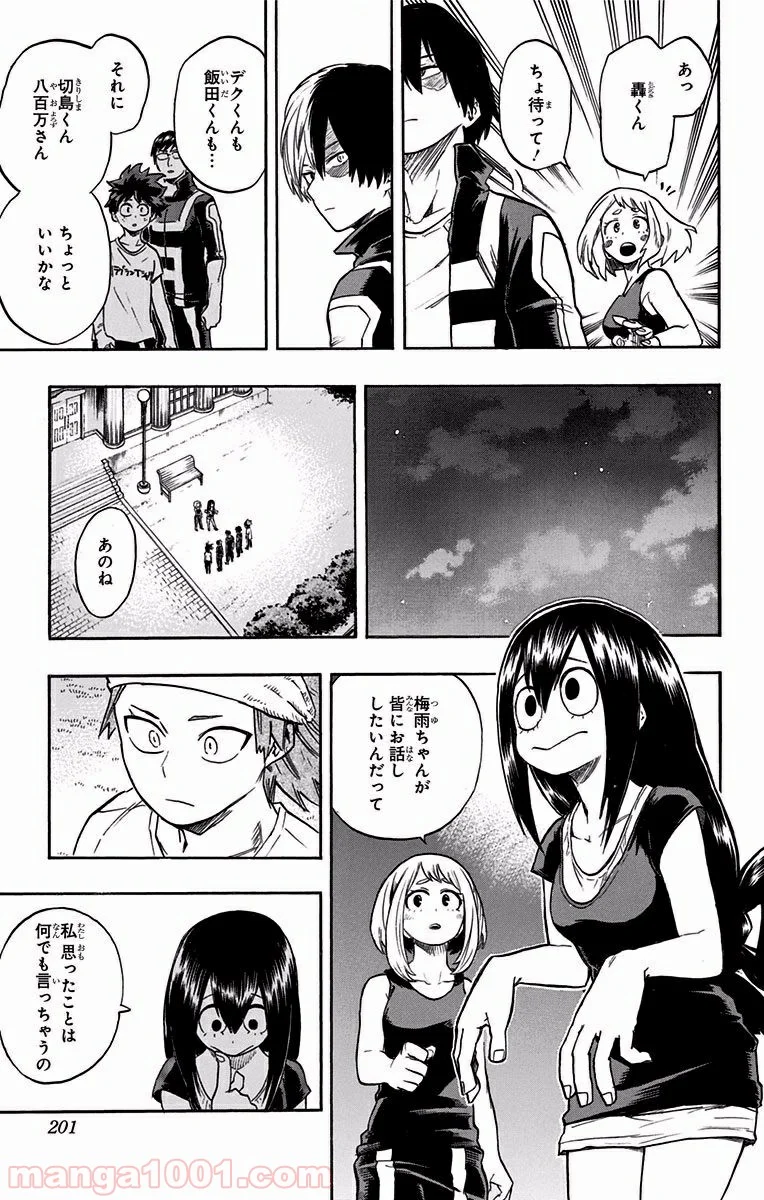 あっ
轟くん
ちょ待って！
デクくんも
飯田くんも…
それに
切島くん
八百万さん
ちょっと
いいかな
あのね
梅雨ちゃんが
皆にお話し
したいんだって
私思ったことは
何でも言っちゃうの
201
manga1001.com